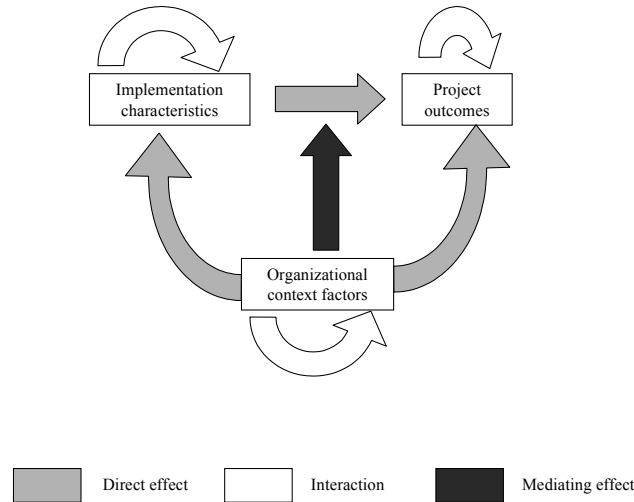 Implementation
characteristics
Project
outcomes
Organizational
context factors
Direct effect
Interaction
Mediating effect